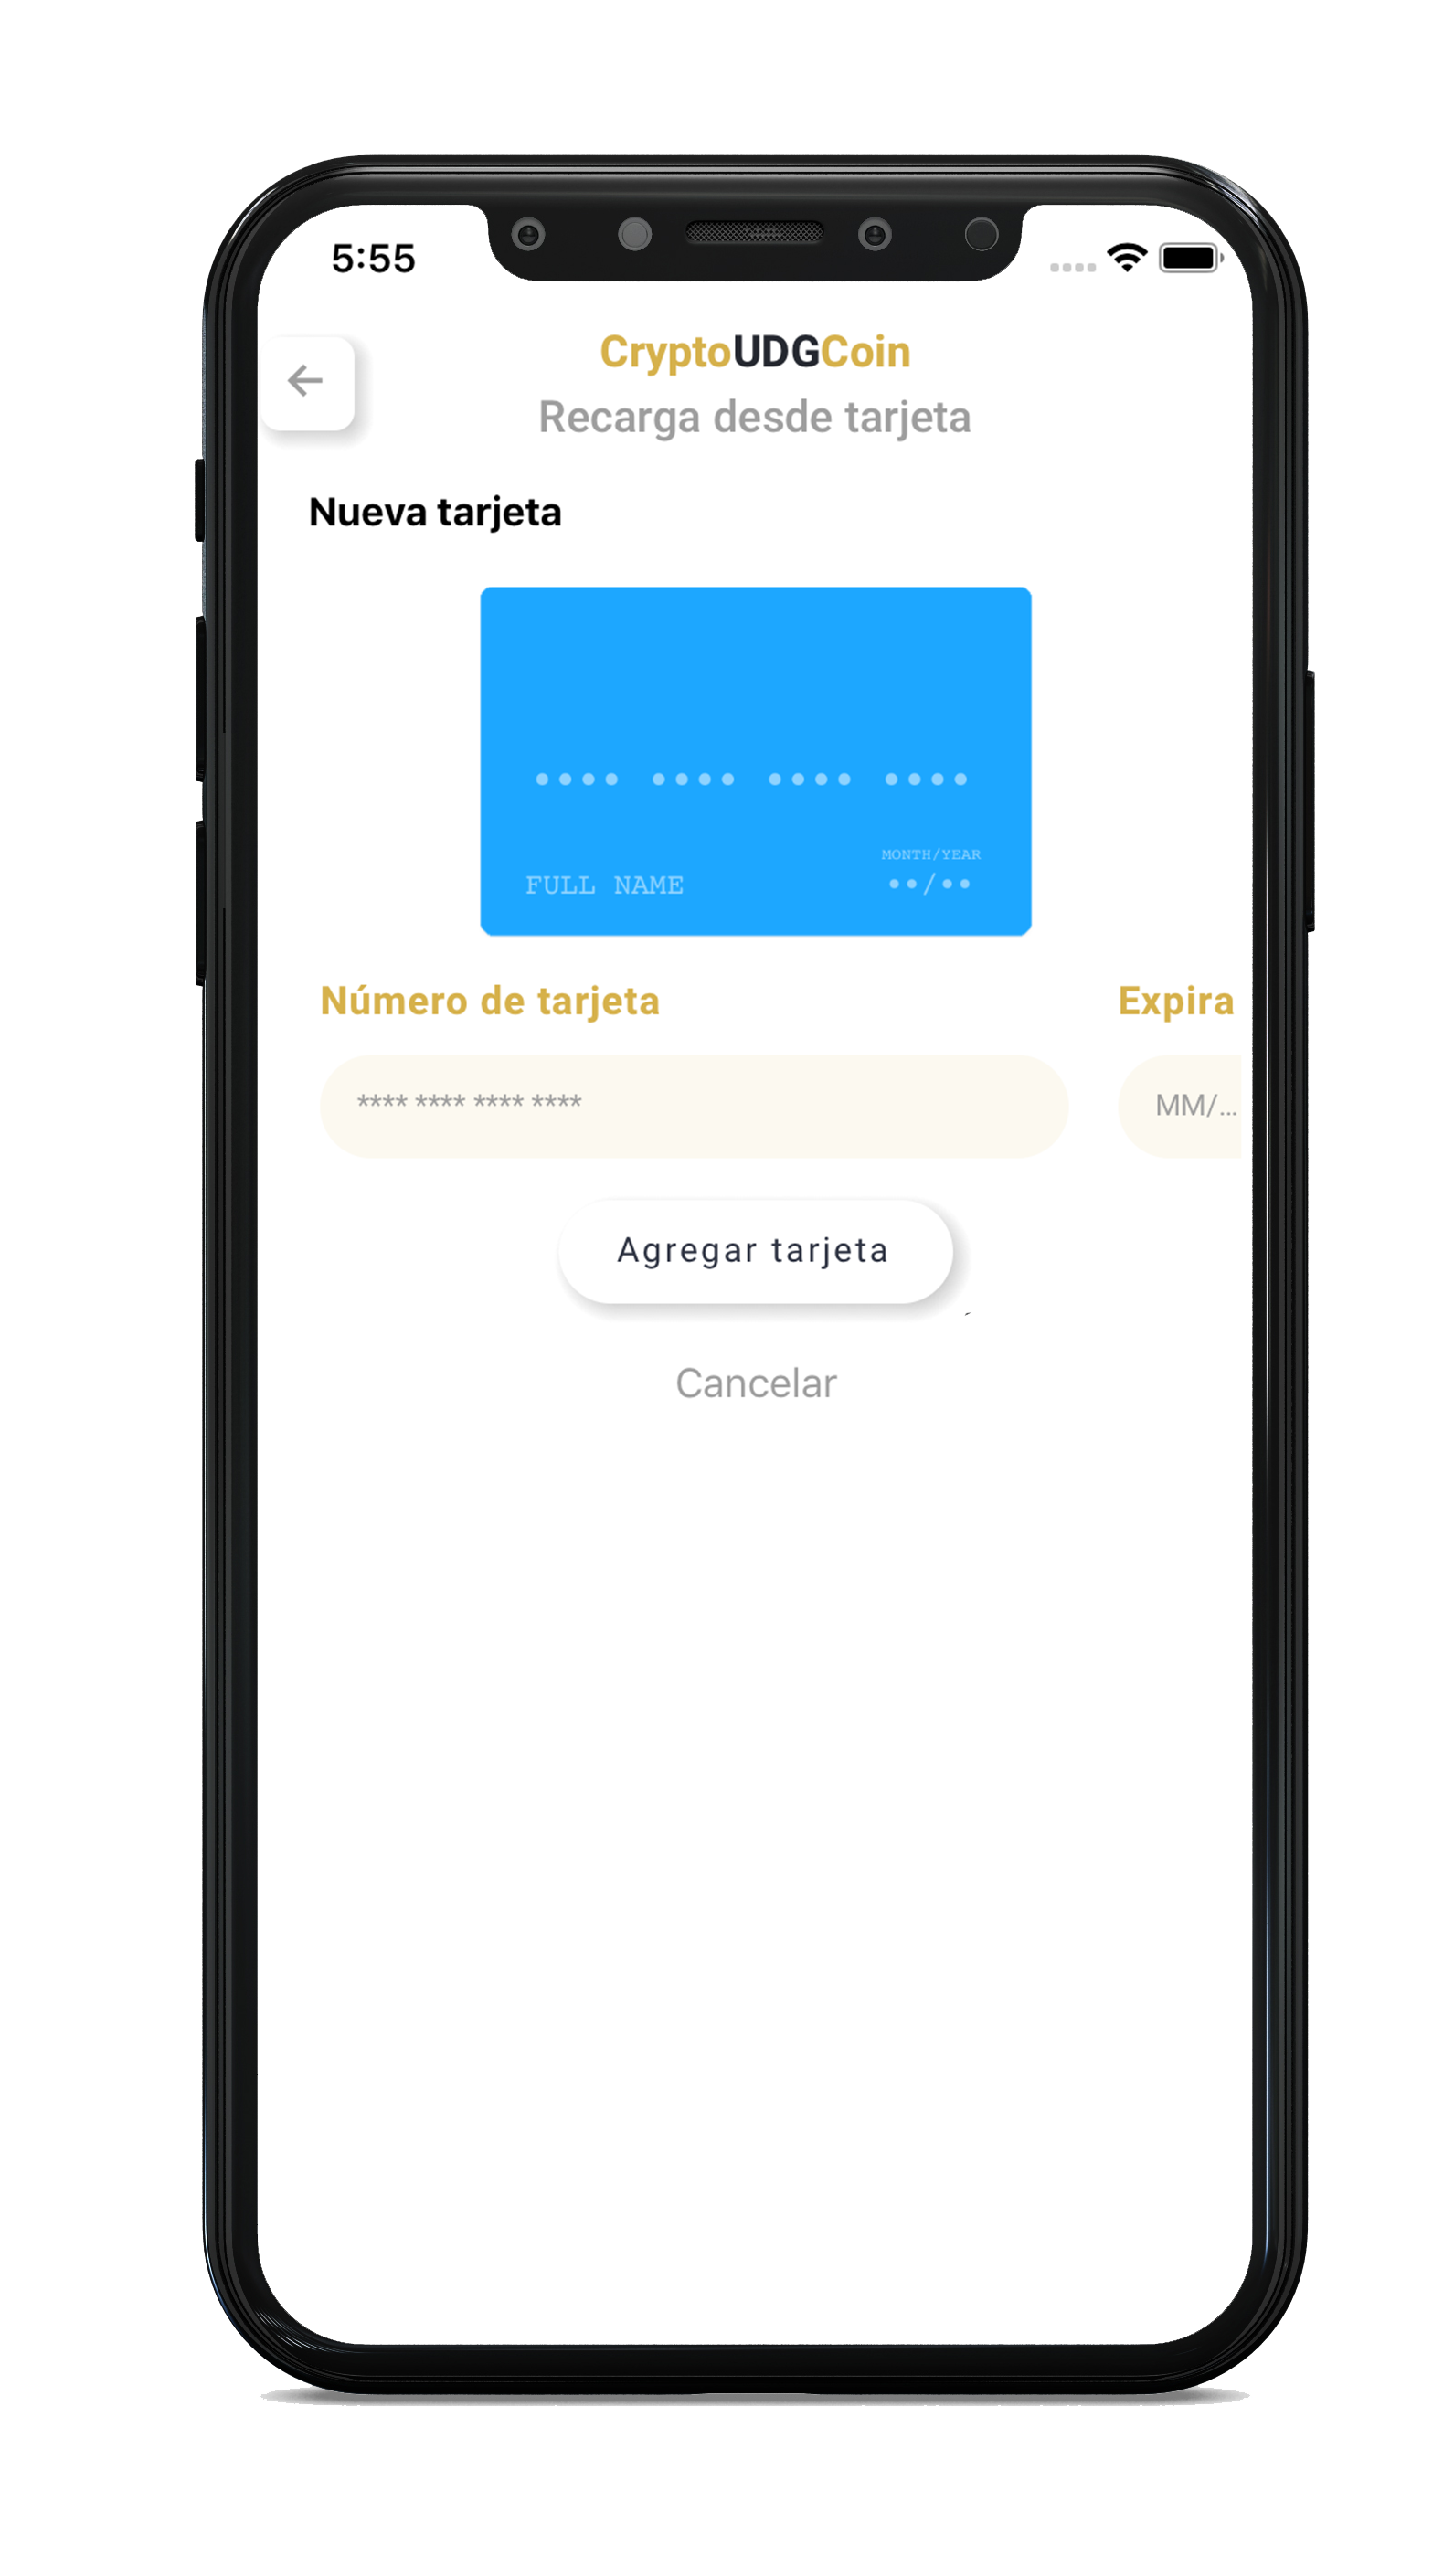 5:55
CryptoUDGCoin
Recarga desde tarjeta
Nueva tarjeta
•••• •••• •••• ••••
MONTH/YEAR
FULL NAME ••/••
Número de tarjeta Expira
**** **** **** **** MM/...
Agregar tarjeta
Cancelar